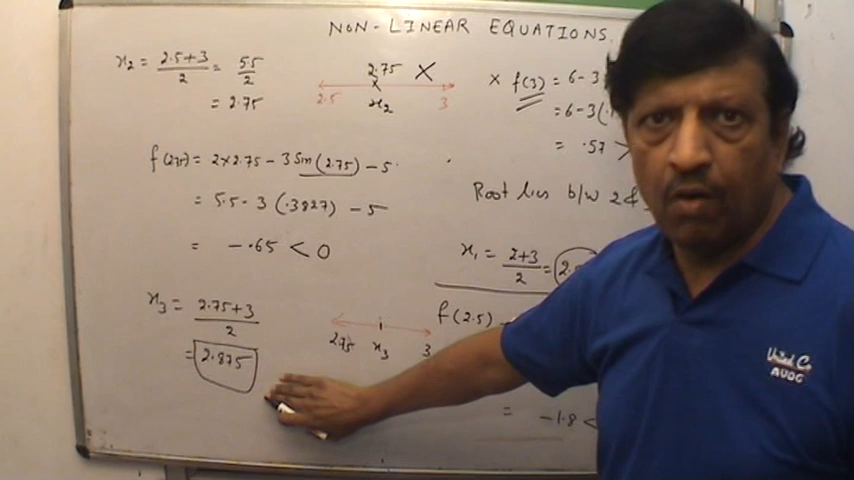 NON-LINEAR EQUATIONS.
x₂ = (2.5+3)/2 = 5.5/2
= 2.75
2.75 X
2.5 x₂ 3
f(2.75) = 2×2.75 - 3 Sin(2.75) - 5
= 5.5 - 3 (.3827) - 5
= -.65 < 0
x₃ = (2.75+3)/2
= 2.875
2.75 x₃ 3
x f(3) = 6-3
= 6-3(.1
= .57 >
Root lies b/w 2 &
x₁ = (2+3)/2 =
f(2.5)
= -1.8 <
United Co
AUDG